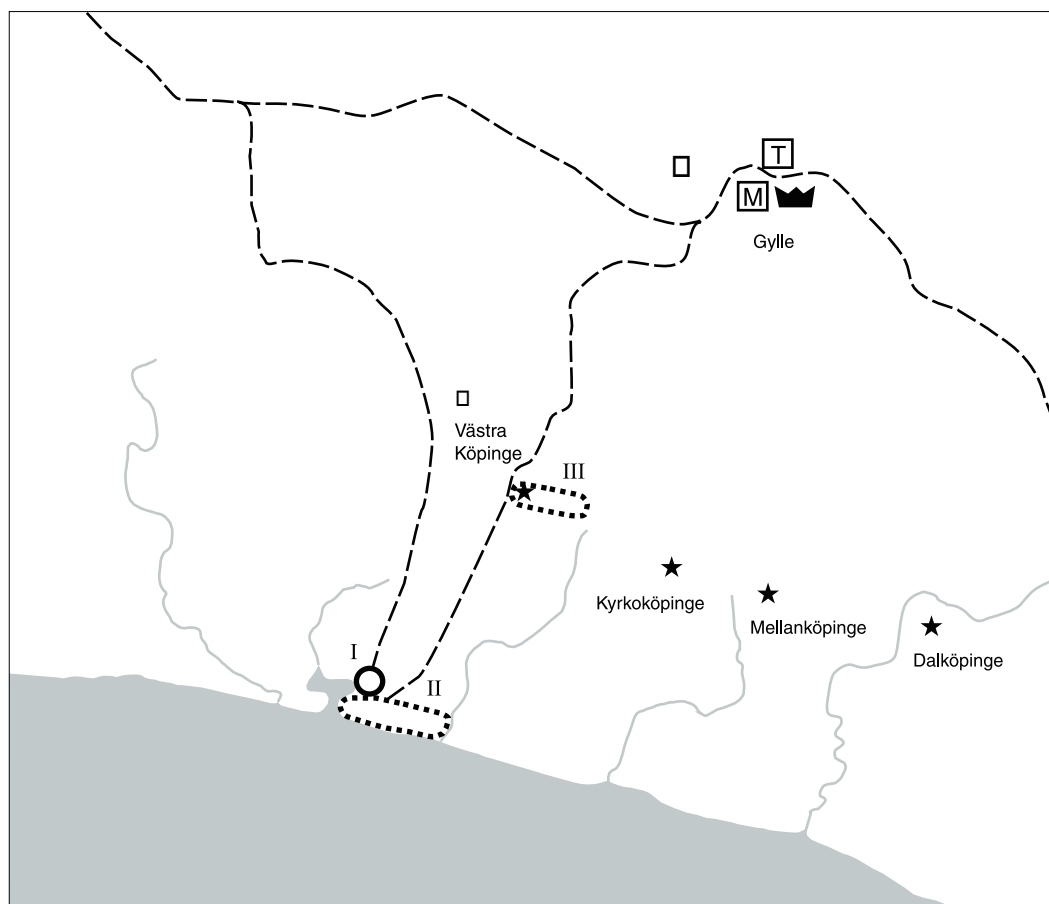 T
M
Gylle
Västra
Köpinge
III
Kyrkoköpinge
Mellanköpinge
Dalköpinge
I
II